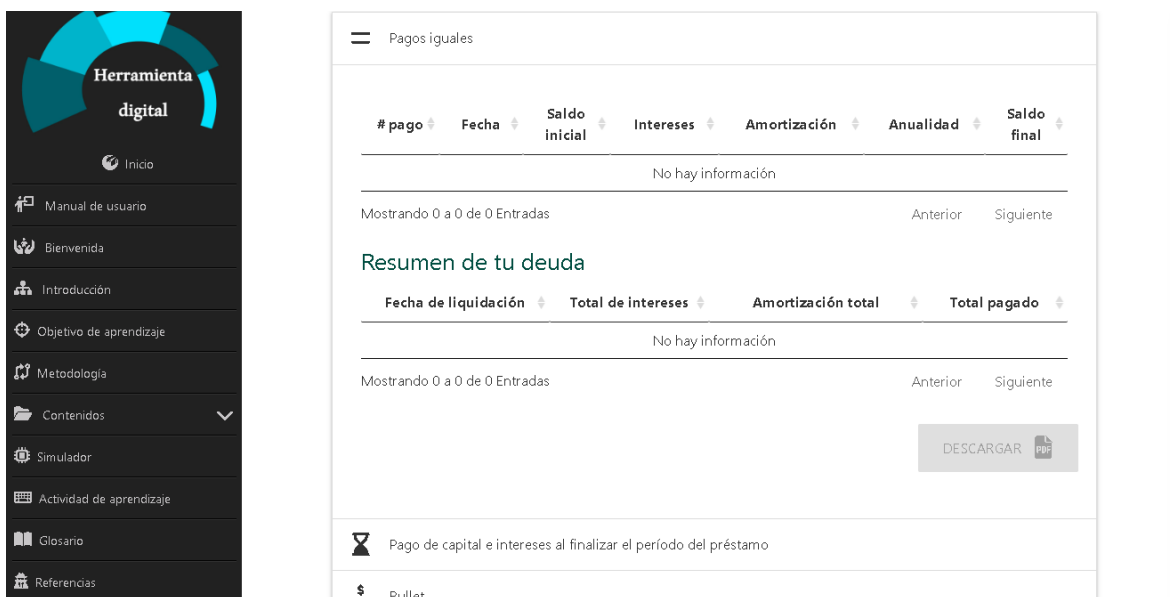 Herramienta
digital
Inicio
Manual de usuario
Bienvenida
Introducción
Objetivo de aprendizaje
Metodología
Contenidos
Simulador
Actividad de aprendizaje
Glosario
Referencias
Pagos iguales
# pago Fecha Saldo inicial Intereses Amortización Anualidad Saldo final
No hay información
Mostrando 0 a 0 de 0 Entradas Anterior Siguiente
Resumen de tu deuda
Fecha de liquidación Total de intereses Amortización total Total pagado
No hay información
Mostrando 0 a 0 de 0 Entradas Anterior Siguiente
DESCARGAR PDF
Pago de capital e intereses al finalizar el período del préstamo
$ Bullet